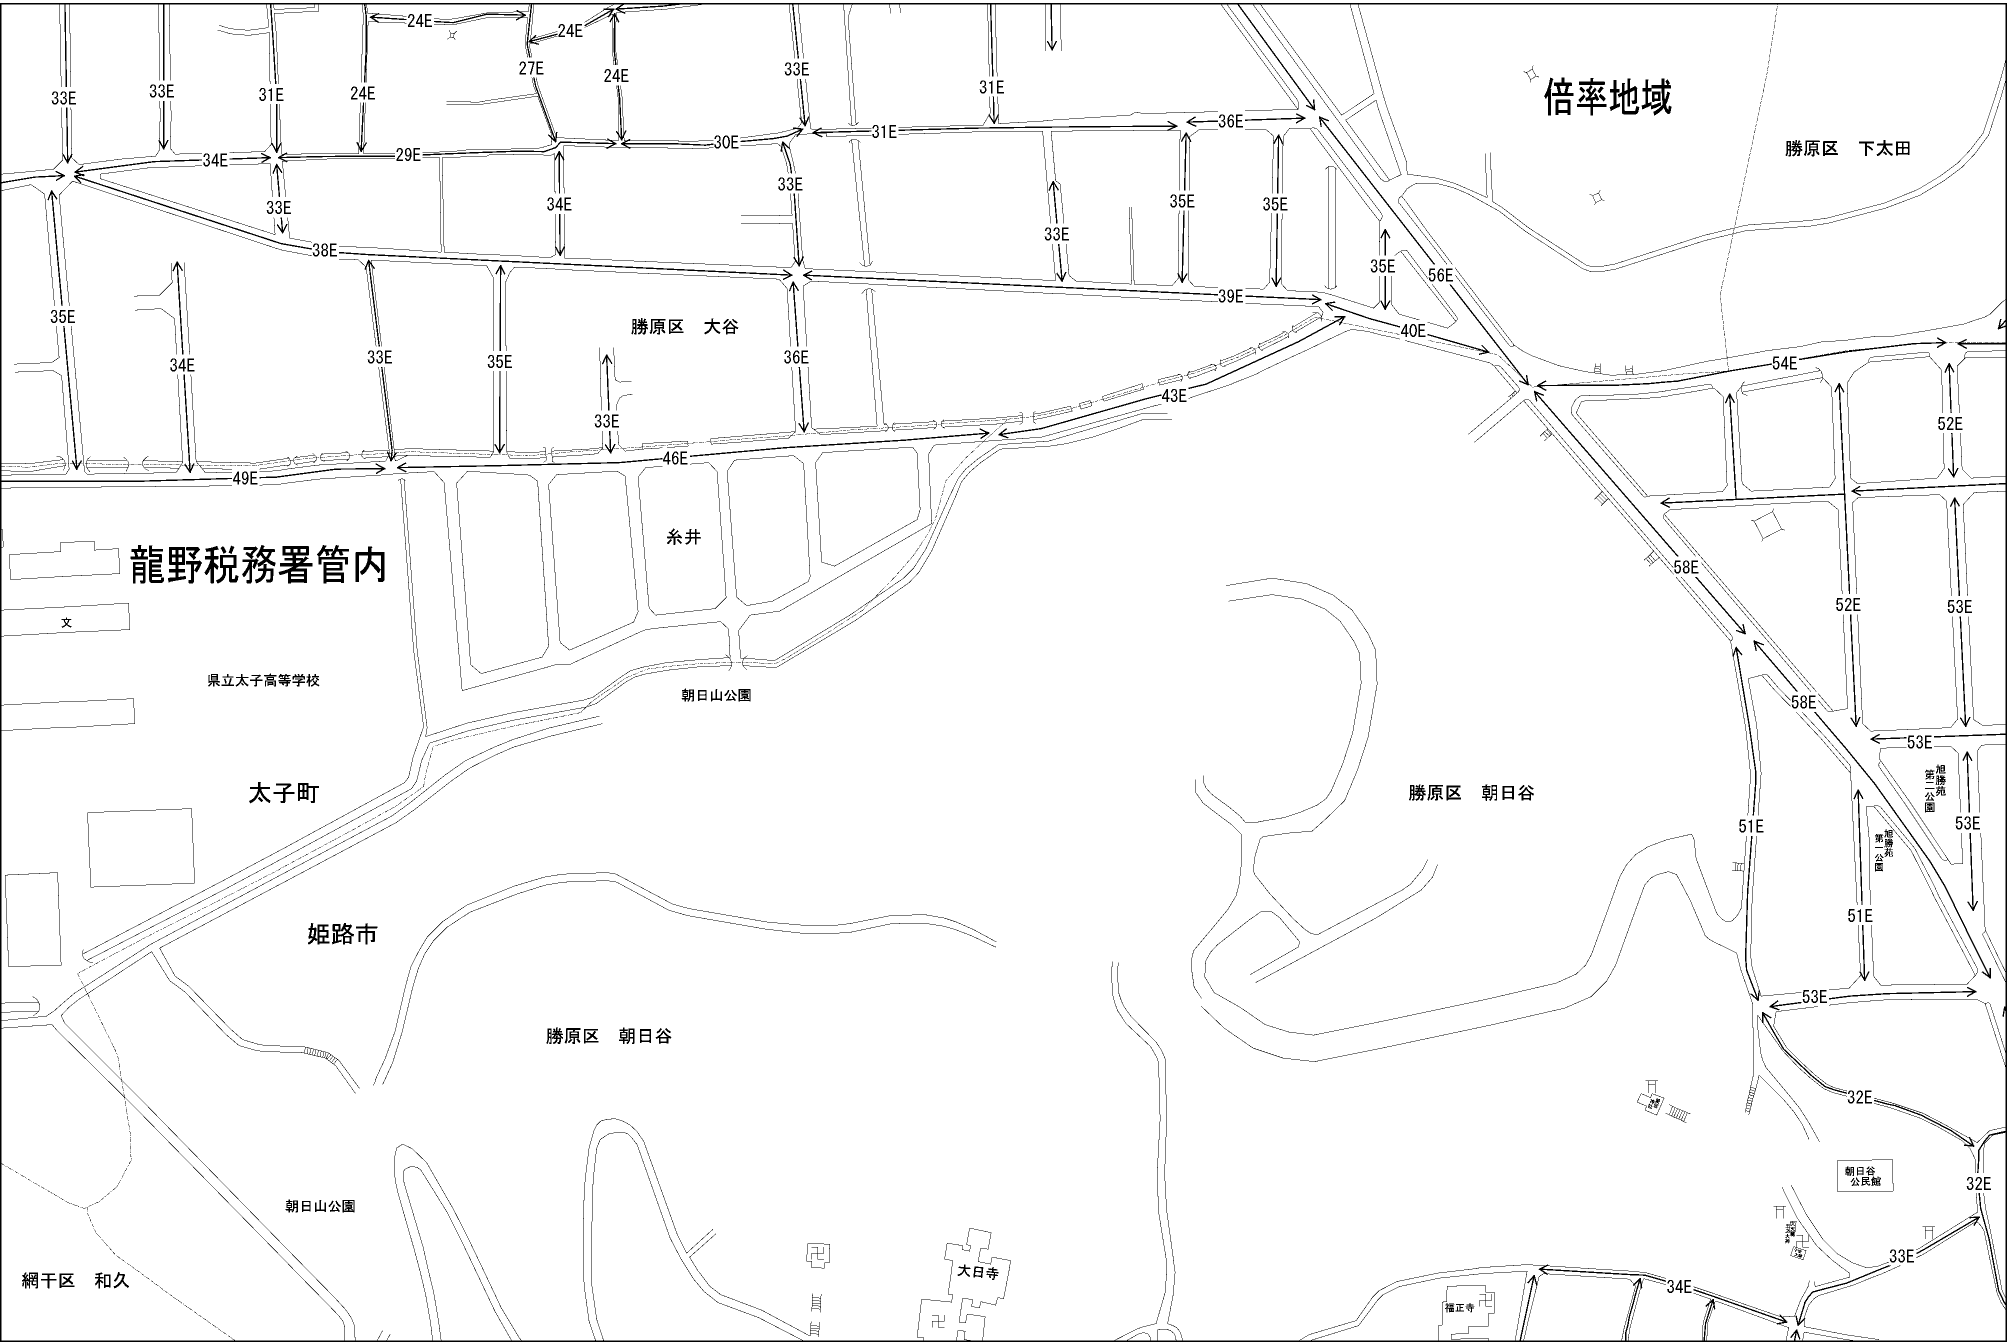 24E
24E
33E
33E
31E
24E
27E
24E
33E
31E
倍率地域
36E
31E
30E
勝原区 下太田
34E
29E
33E
33E
34E
35E
35E
33E
38E
35E
56E
39E
35E
勝原区 大谷
40E
34E
33E
35E
36E
54E
43E
33E
52E
46E
49E
糸井
龍野税務署管内
58E
52E
53E
文
県立太子高等学校
朝日山公園
58E
53E
太子町
勝原区 朝日谷
旭勝苑
第二公園
51E
53E
旭勝苑
第一公園
51E
姫路市
53E
勝原区 朝日谷
32E
朝日谷
公民館
32E
朝日山公園
33E
網干区 和久
大日寺
34E
福正寺